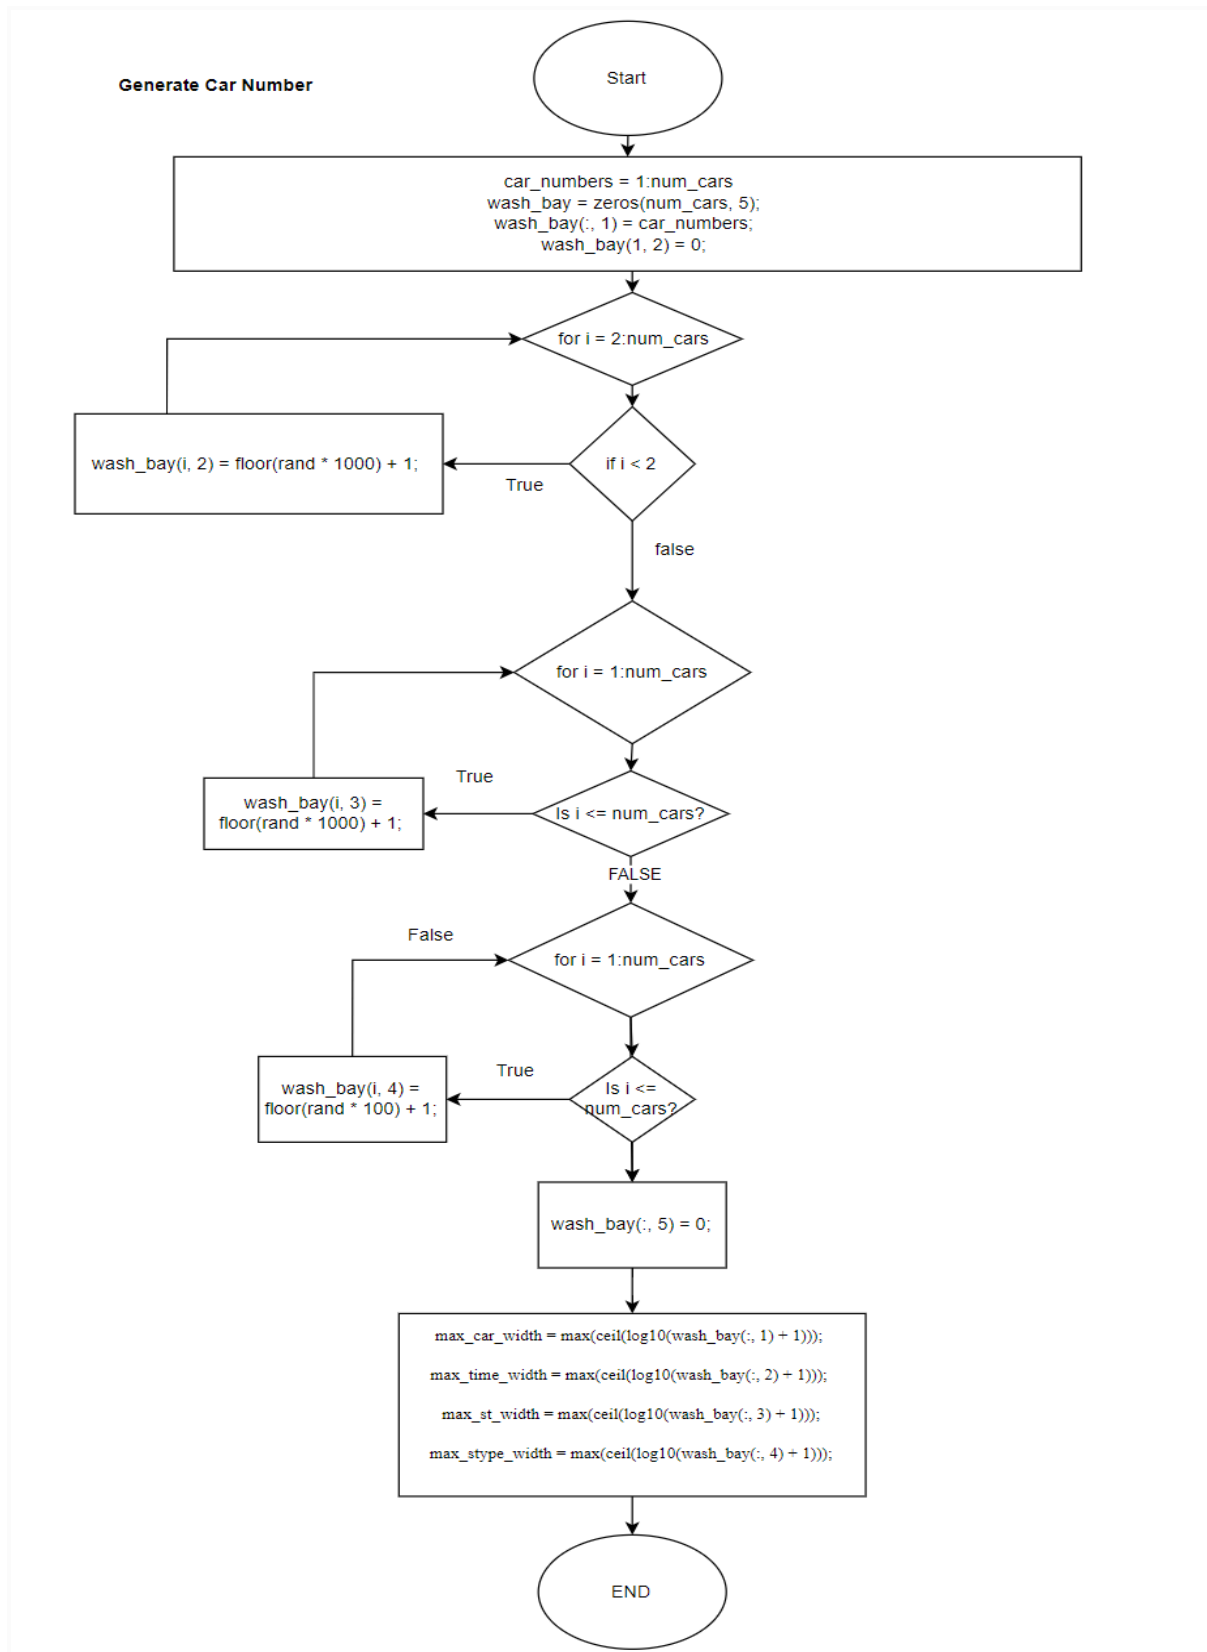 Generate Car Number
Start
car_numbers = 1:num_cars
wash_bay = zeros(num_cars, 5);
wash_bay(:, 1) = car_numbers;
wash_bay(1, 2) = 0;
for i = 2:num_cars
wash_bay(i, 2) = floor(rand * 1000) + 1;
if i < 2
True
false
for i = 1:num_cars
True
wash_bay(i, 3) =
floor(rand * 1000) + 1;
Is i <= num_cars?
FALSE
False
for i = 1:num_cars
True
wash_bay(i, 4) =
floor(rand * 100) + 1;
Is i <=
num_cars?
wash_bay(:, 5) = 0;
max_car_width = max(ceil(log10(wash_bay(:, 1) + 1)));
max_time_width = max(ceil(log10(wash_bay(:, 2) + 1)));
max_st_width = max(ceil(log10(wash_bay(:, 3) + 1)));
max_stype_width = max(ceil(log10(wash_bay(:, 4) + 1)));
END